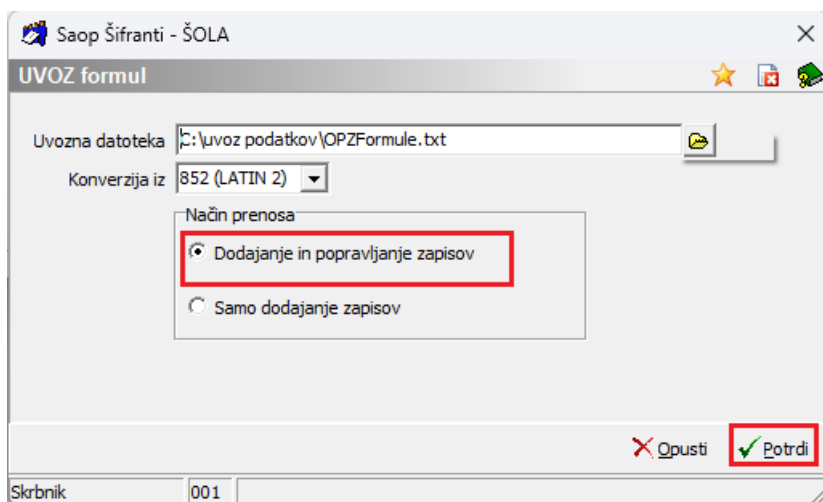 Saop Šifranti - ŠOLA
UVOZ formul
Uvozna datoteka C:\uvoz podatkov\OPZFormule.txt
Konverzija iz 852 (LATIN 2)
Način prenosa
Dodajanje in popravljanje zapisov
Samo dodajanje zapisov
Opusti Potrdi
Skrbnik 001